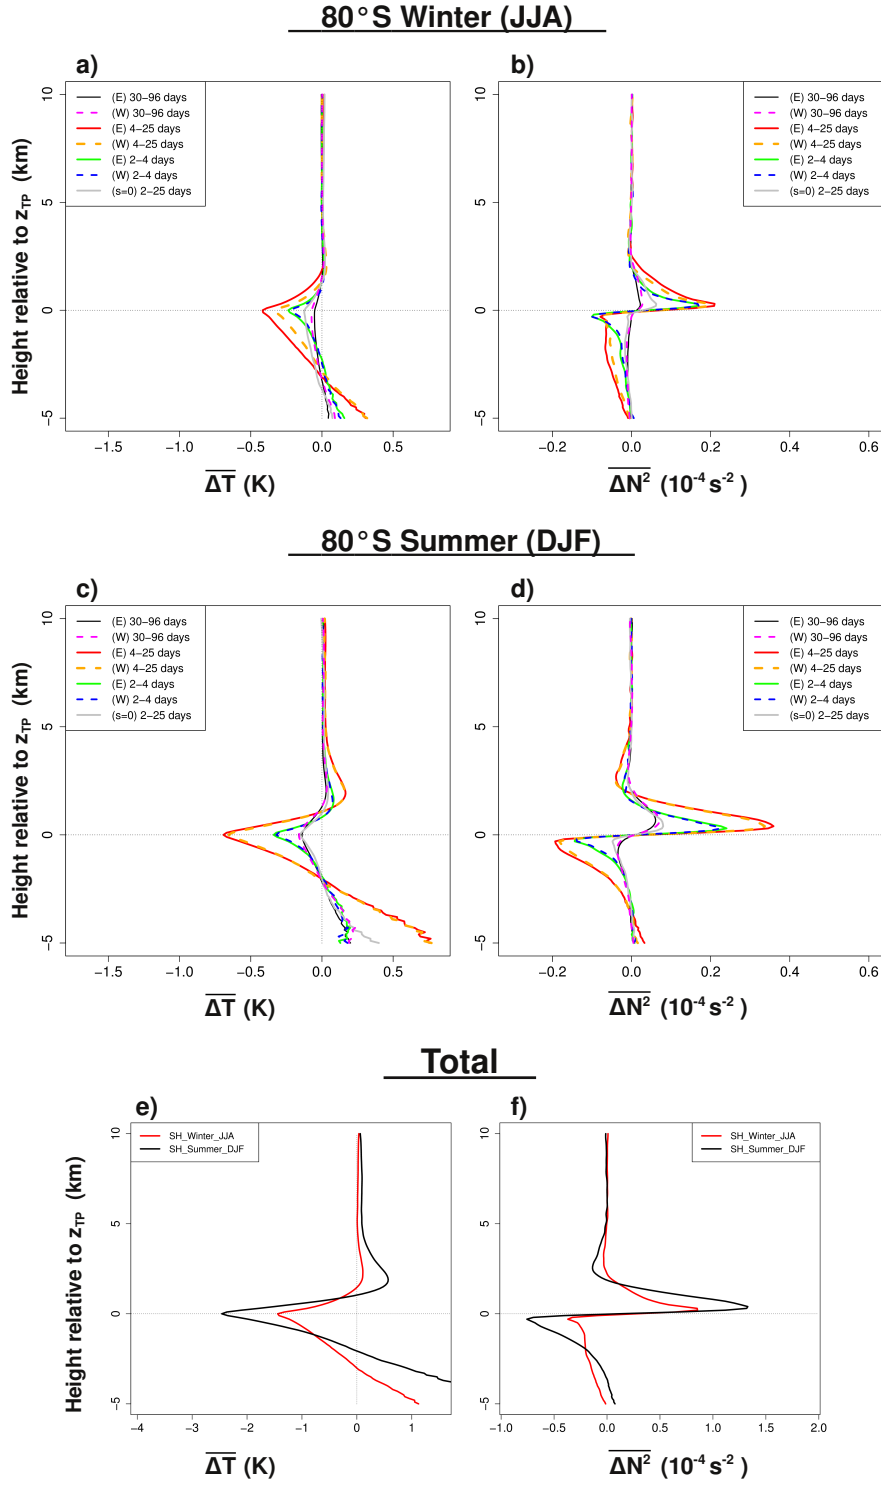 80°S Winter (JJA)
a)
b)
Height relative to z_TP (km)
10
5
0
−5
(E) 30−96 days
(W) 30−96 days
(E) 4−25 days
(W) 4−25 days
(E) 2−4 days
(W) 2−4 days
(s=0) 2−25 days
−1.5
−1.0
−0.5
0.0
0.5
ΔT (K)
10
5
0
−5
(E) 30−96 days
(W) 30−96 days
(E) 4−25 days
(W) 4−25 days
(E) 2−4 days
(W) 2−4 days
(s=0) 2−25 days
−0.2
0.0
0.2
0.4
0.6
ΔN² (10⁻⁴ s⁻²)
80°S Summer (DJF)
c)
d)
Height relative to z_TP (km)
10
5
0
−5
(E) 30−96 days
(W) 30−96 days
(E) 4−25 days
(W) 4−25 days
(E) 2−4 days
(W) 2−4 days
(s=0) 2−25 days
−1.5
−1.0
−0.5
0.0
0.5
ΔT (K)
10
5
0
−5
(E) 30−96 days
(W) 30−96 days
(E) 4−25 days
(W) 4−25 days
(E) 2−4 days
(W) 2−4 days
(s=0) 2−25 days
−0.2
0.0
0.2
0.4
0.6
ΔN² (10⁻⁴ s⁻²)
Total
e)
f)
Height relative to z_TP (km)
10
5
0
−5
SH_Winter_JJA
SH_Summer_DJF
−4
−3
−2
−1
0
1
ΔT (K)
10
5
0
−5
SH_Winter_JJA
SH_Summer_DJF
−1.0
−0.5
0.0
0.5
1.0
1.5
2.0
ΔN² (10⁻⁴ s⁻²)